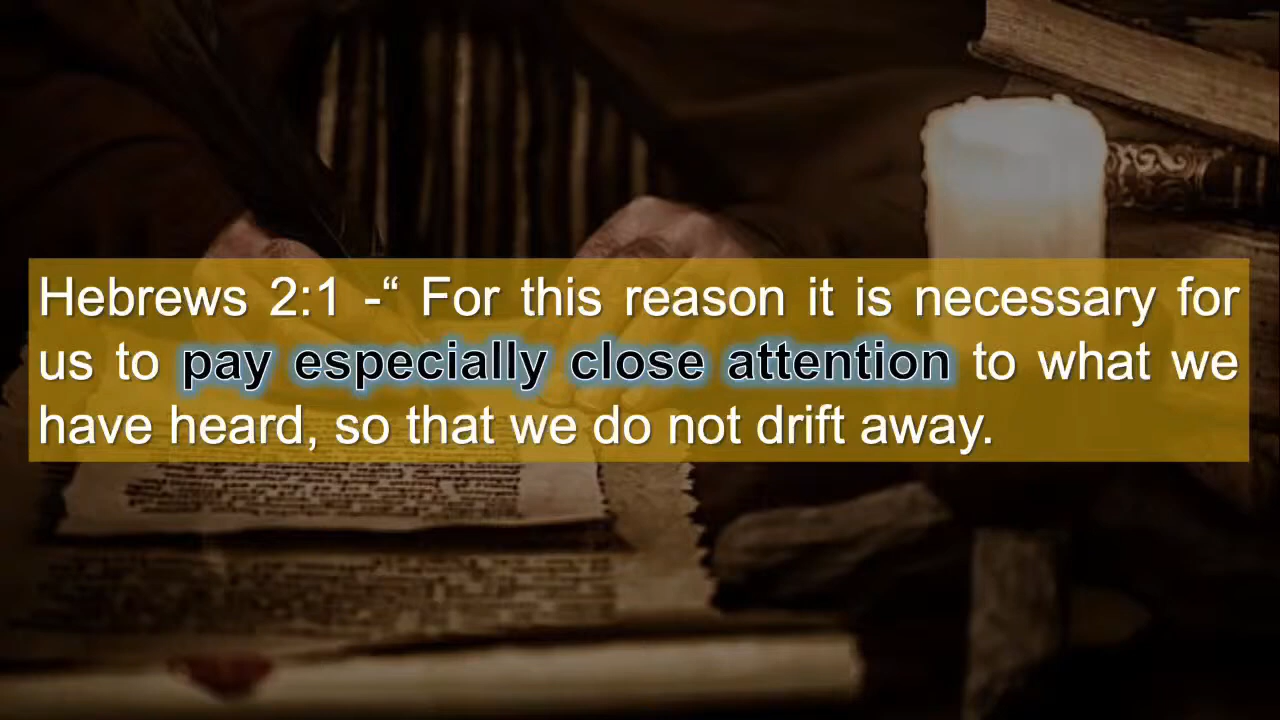 Hebrews 2:1 -“ For this reason it is necessary for
us to pay especially close attention to what we
have heard, so that we do not drift away.